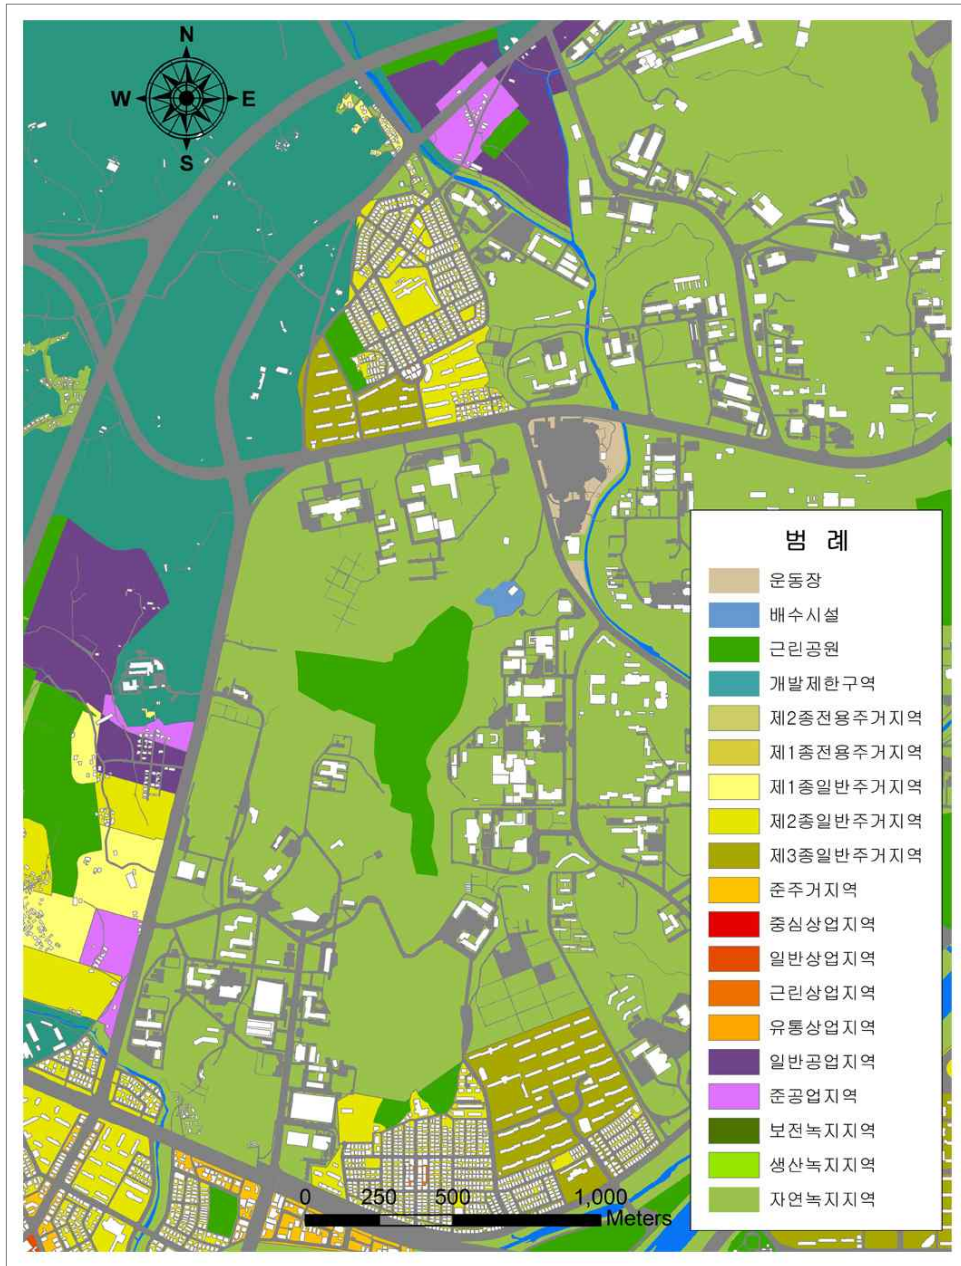 N
W E
S
범 례
운동장
배수시설
근린공원
개발제한구역
제2종전용주거지역
제1종전용주거지역
제1종일반주거지역
제2종일반주거지역
제3종일반주거지역
준주거지역
중심상업지역
일반상업지역
근린상업지역
유통상업지역
일반공업지역
준공업지역
보전녹지지역
생산녹지지역
자연녹지지역
0 250 500 1,000
Meters